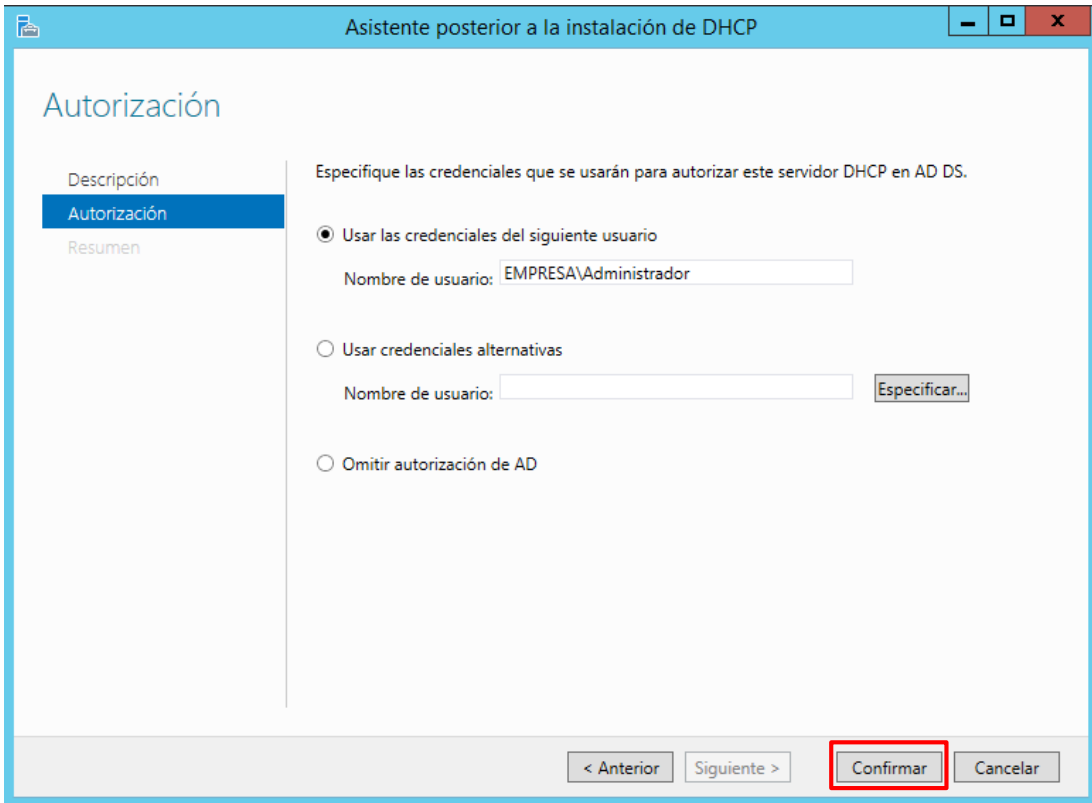 Asistente posterior a la instalación de DHCP
Autorización
Descripción
Autorización
Resumen
Especifique las credenciales que se usarán para autorizar este servidor DHCP en AD DS.
Usar las credenciales del siguiente usuario
Nombre de usuario: EMPRESA\Administrador
Usar credenciales alternativas
Nombre de usuario:
Especificar...
Omitir autorización de AD
< Anterior
Siguiente >
Confirmar
Cancelar